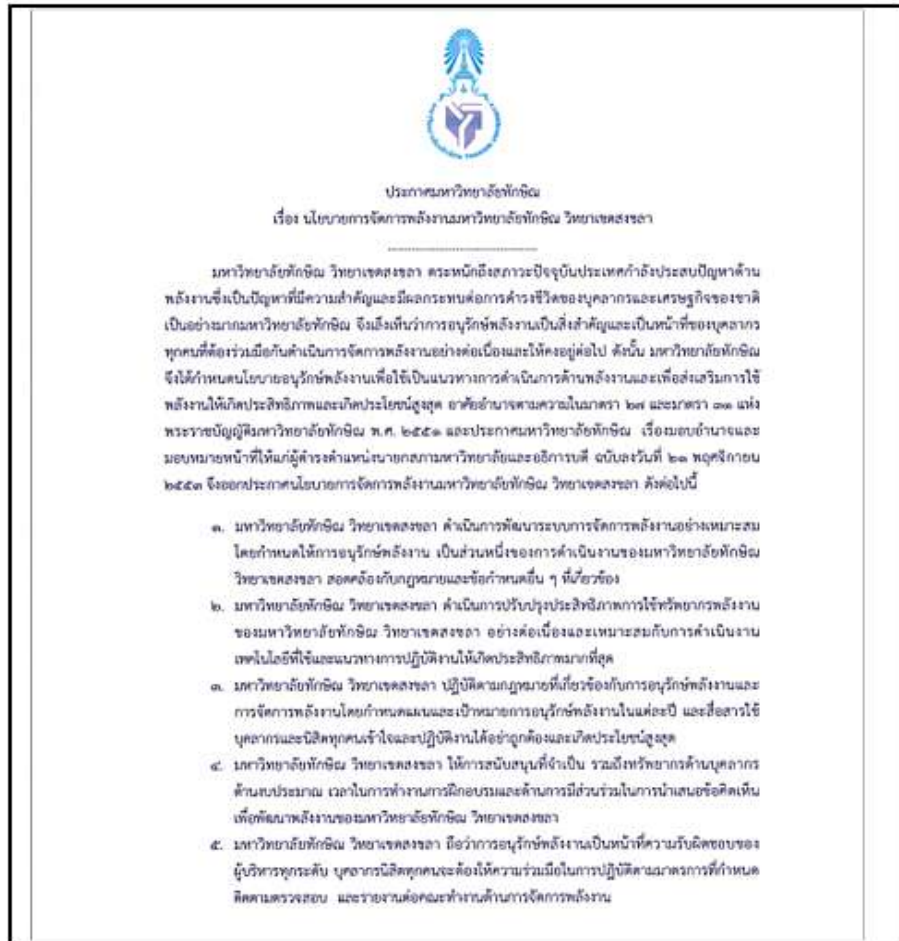 ประกาศมหาวิทยาลัยทักษิณ
เรื่อง นโยบายการจัดการพลังงานมหาวิทยาลัยทักษิณ วิทยาเขตสงขลา
มหาวิทยาลัยทักษิณ วิทยาเขตสงขลา ตระหนักถึงสภาวะปัจจุบันประเทศกำลังประสบปัญหาด้าน
พลังงานซึ่งเป็นปัญหาที่มีความสำคัญและมีผลกระทบต่อการดำรงชีวิตของบุคลากรและเศรษฐกิจของชาติ
เป็นอย่างมากมหาวิทยาลัยทักษิณ จึงเล็งเห็นว่าการอนุรักษ์พลังงานเป็นสิ่งสำคัญและเป็นหน้าที่ของบุคลากร
ทุกคนที่ต้องร่วมมือกันดำเนินการจัดการพลังงานอย่างต่อเนื่องและให้คงอยู่ต่อไป ดังนั้น มหาวิทยาลัยทักษิณ
จึงได้กำหนดนโยบายอนุรักษ์พลังงานเพื่อใช้เป็นแนวทางการดำเนินการด้านพลังงานและเพื่อส่งเสริมการใช้
พลังงานให้เกิดประสิทธิภาพและเกิดประโยชน์สูงสุด อาศัยอำนาจตามความในมาตรา ๒๗ และมาตรา ๓๑ แห่ง
พระราชบัญญัติมหาวิทยาลัยทักษิณ พ.ศ. ๒๕๕๑ และประกาศมหาวิทยาลัยทักษิณ เรื่องมอบอำนาจและ
มอบหมายหน้าที่ให้แก่ผู้ดำรงตำแหน่งนายกสภามหาวิทยาลัยและอธิการบดี ฉบับลงวันที่ ๒๑ พฤศจิกายน
๒๕๕๓ จึงออกประกาศนโยบายการจัดการพลังงานมหาวิทยาลัยทักษิณ วิทยาเขตสงขลา ดังต่อไปนี้
๑. มหาวิทยาลัยทักษิณ วิทยาเขตสงขลา ดำเนินการพัฒนาระบบการจัดการพลังงานอย่างเหมาะสม
โดยกำหนดให้การอนุรักษ์พลังงาน เป็นส่วนหนึ่งของการดำเนินงานของมหาวิทยาลัยทักษิณ
วิทยาเขตสงขลา สอดคล้องกับกฎหมายและข้อกำหนดอื่น ๆ ที่เกี่ยวข้อง
๒. มหาวิทยาลัยทักษิณ วิทยาเขตสงขลา ดำเนินการปรับปรุงประสิทธิภาพการใช้ทรัพยากรพลังงาน
ของมหาวิทยาลัยทักษิณ วิทยาเขตสงขลา อย่างต่อเนื่องและเหมาะสมกับการดำเนินงาน
เทคโนโลยีที่ใช้และแนวทางการปฏิบัติงานให้เกิดประสิทธิภาพมากที่สุด
๓. มหาวิทยาลัยทักษิณ วิทยาเขตสงขลา ปฏิบัติตามกฎหมายที่เกี่ยวข้องกับการอนุรักษ์พลังงานและ
การจัดการพลังงานโดยกำหนดแผนและเป้าหมายการอนุรักษ์พลังงานในแต่ละปี และสื่อสารใช้
บุคลากรและนิสิตทุกคนเข้าใจและปฏิบัติงานได้อย่าถูกต้องและเกิดประโยชน์สูงสุด
๔. มหาวิทยาลัยทักษิณ วิทยาเขตสงขลา ให้การสนับสนุนที่จำเป็น รวมถึงทรัพยากรด้านบุคลากร
ด้านงบประมาณ เวลาในการทำงานการฝึกอบรมและด้านการมีส่วนร่วมในการนำเสนอข้อคิดเห็น
เพื่อพัฒนาพลังงานของมหาวิทยาลัยทักษิณ วิทยาเขตสงขลา
๕. มหาวิทยาลัยทักษิณ วิทยาเขตสงขลา ถือว่าการอนุรักษ์พลังงานเป็นหน้าที่ความรับผิดชอบของ
ผู้บริหารทุกระดับ บุคลากรนิสิตทุกคนจะต้องให้ความร่วมมือในการปฏิบัติตามมาตรการที่กำหนด
ติดตามตรวจสอบ และรายงานต่อคณะทำงานด้านการจัดการพลังงาน